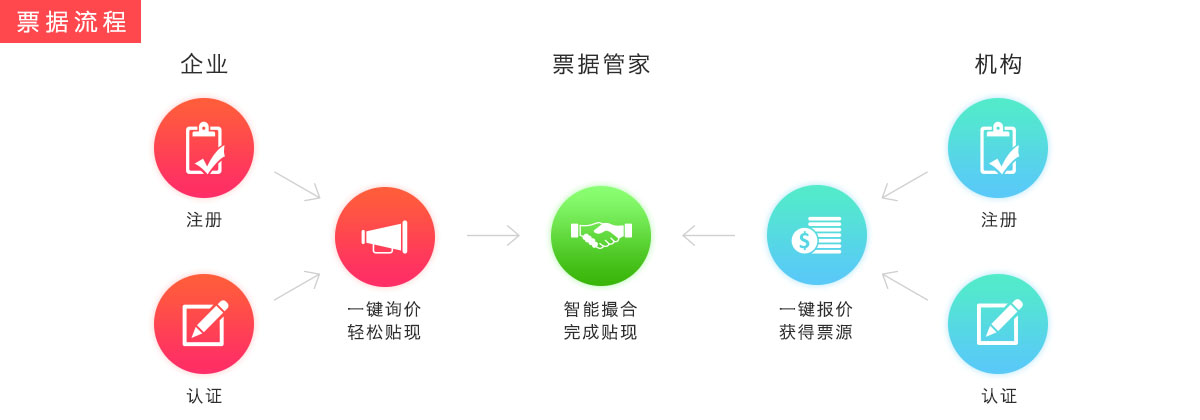 票据流程
企业
票据管家
机构
注册
注册
一键询价
轻松贴现
智能撮合
完成贴现
一键报价
获得票源
认证
认证